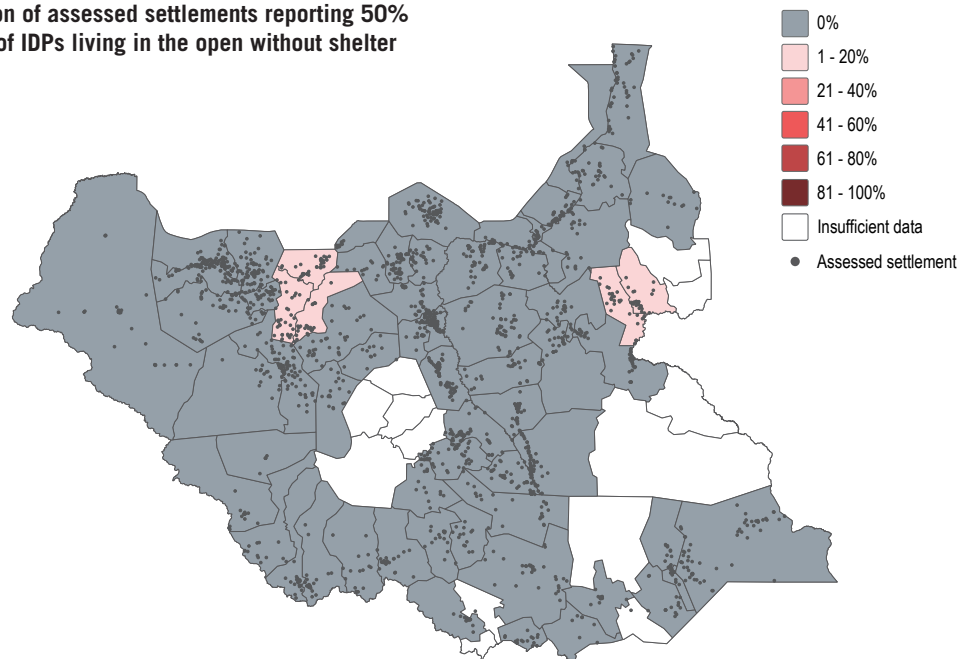 of assessed settlements reporting 50%
of IDPs living in the open without shelter
0%
1 - 20%
21 - 40%
41 - 60%
61 - 80%
81 - 100%
Insufficient data
Assessed settlement